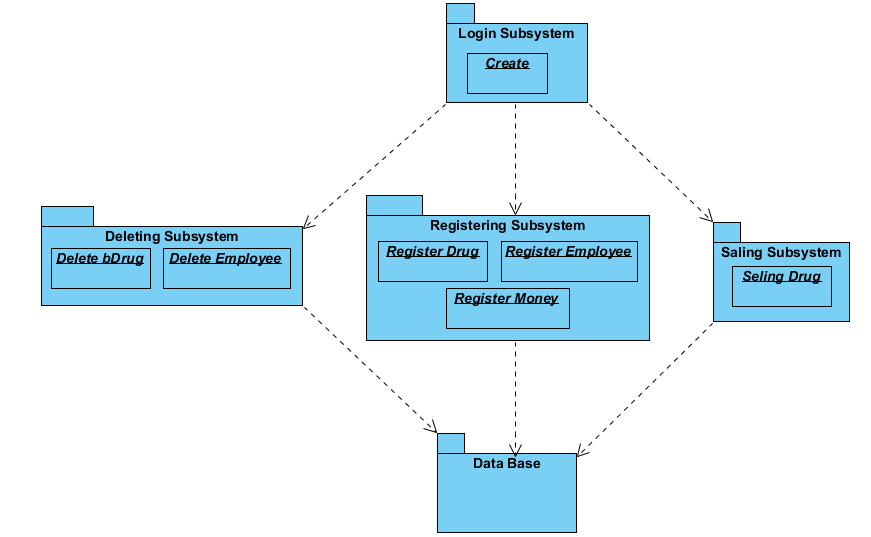 Login Subsystem
Create
Deleting Subsystem
Delete bDrug
Delete Employee
Registering Subsystem
Register Drug
Register Employee
Register Money
Saling Subsystem
Seling Drug
Data Base